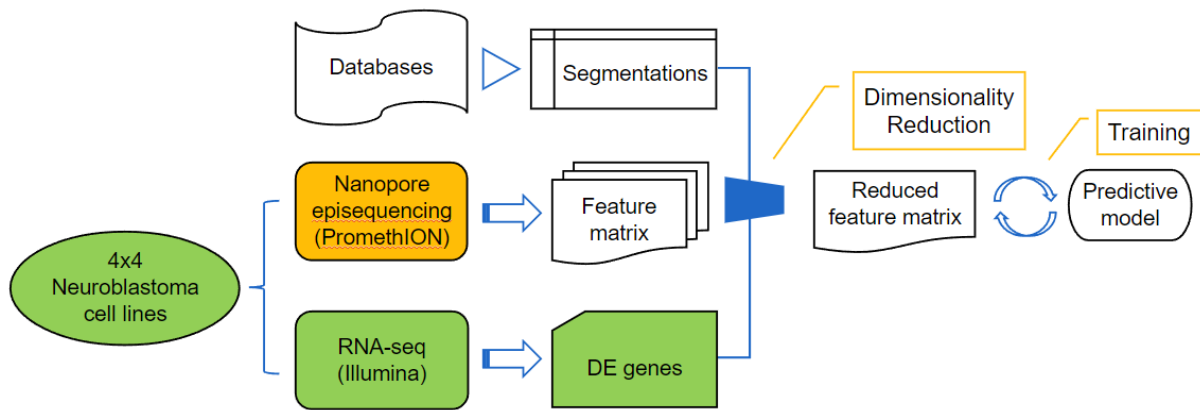 Databases
Segmentations
Dimensionality
Reduction
Training
Nanopore
episequencing
(PromethION)
Feature
matrix
Reduced
feature matrix
Predictive
model
4x4
Neuroblastoma
cell lines
RNA-seq
(Illumina)
DE genes